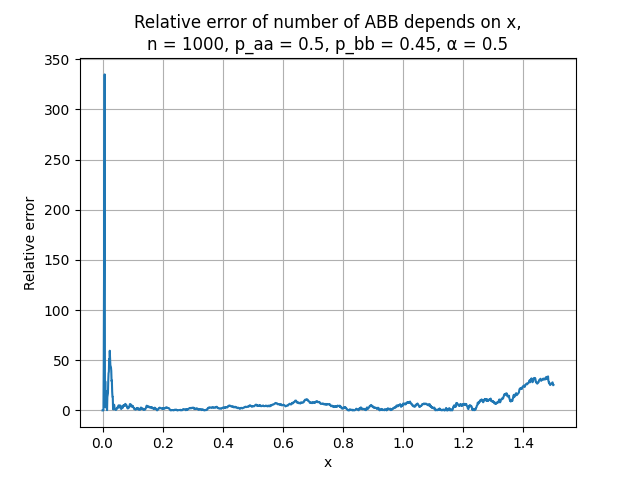 Relative error of number of ABB depends on x,
n = 1000, p_aa = 0.5, p_bb = 0.45, α = 0.5
350
300
250
200
150
100
50
0
Relative error
0.0 0.2 0.4 0.6 0.8 1.0 1.2 1.4
x